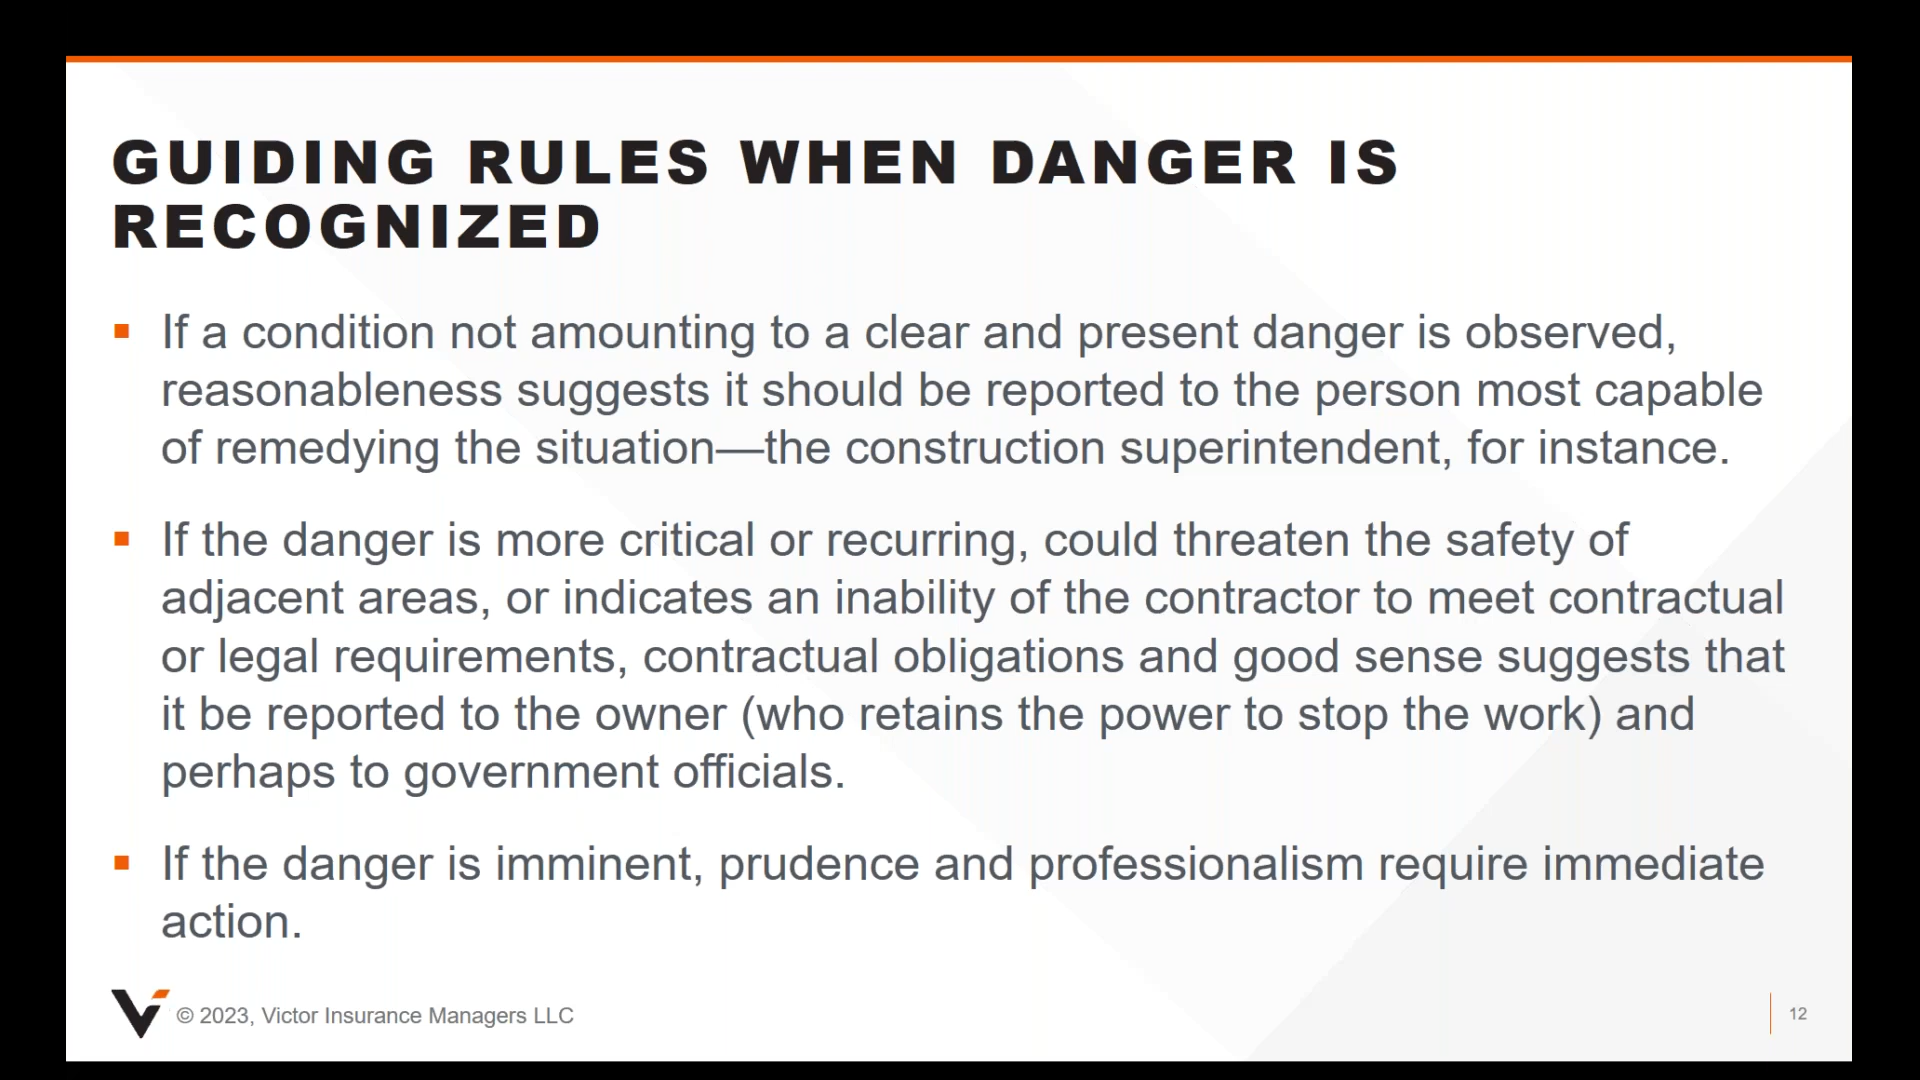 GUIDING RULES WHEN DANGER IS
RECOGNIZED
If a condition not amounting to a clear and present danger is observed,
reasonableness suggests it should be reported to the person most capable
of remedying the situation—the construction superintendent, for instance.
If the danger is more critical or recurring, could threaten the safety of
adjacent areas, or indicates an inability of the contractor to meet contractual
or legal requirements, contractual obligations and good sense suggests that
it be reported to the owner (who retains the power to stop the work) and
perhaps to government officials.
If the danger is imminent, prudence and professionalism require immediate
action.
© 2023, Victor Insurance Managers LLC
12